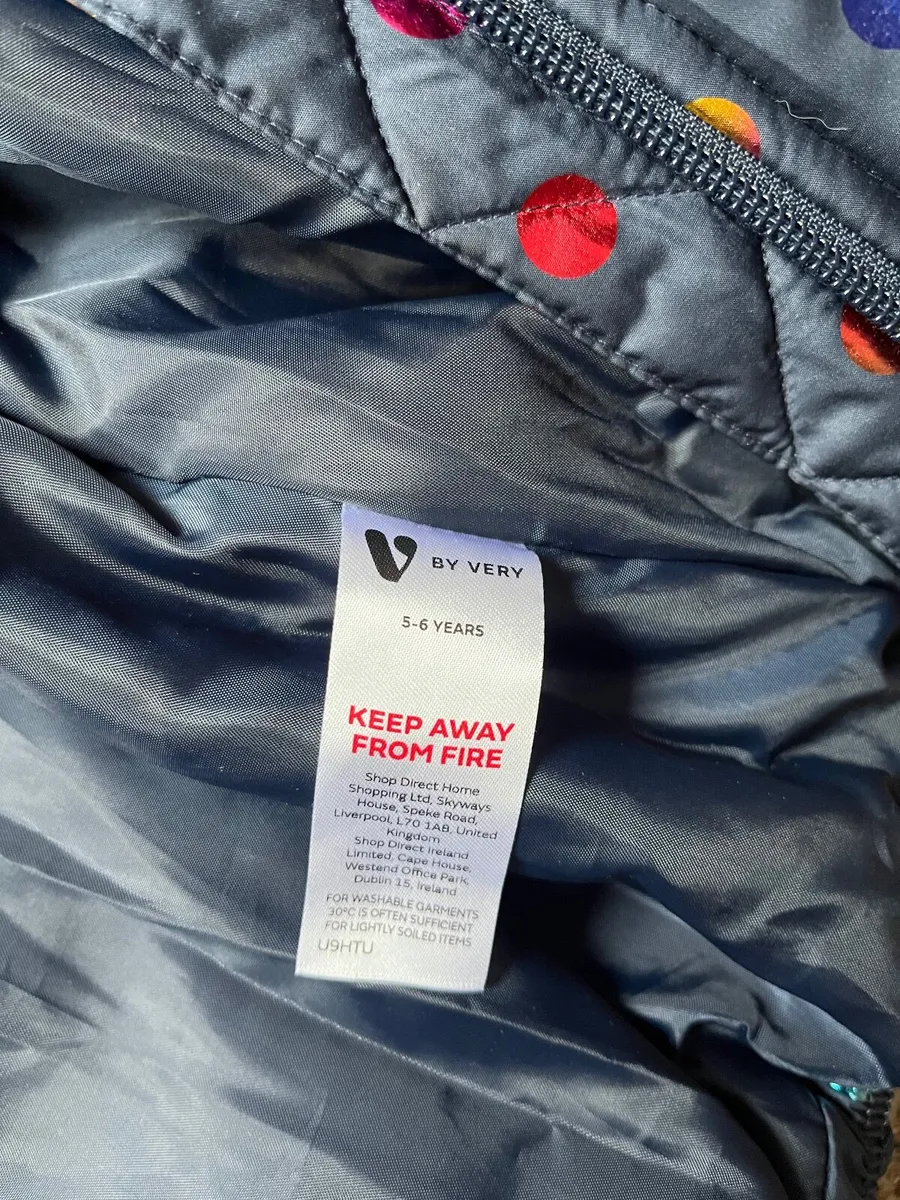 V BY VERY
5-6 YEARS
KEEP AWAY
FROM FIRE
Shop Direct Home
Shopping Ltd, Skyways
House, Speke Road,
Liverpool, L70 1AB, United
Kingdom
Shop Direct Ireland
Limited, Cape House,
Westend Office Park,
Dublin 15, Ireland
FOR WASHABLE GARMENTS
30°C IS OFTEN SUFFICIENT
FOR LIGHTLY SOILED ITEMS
U9HTU